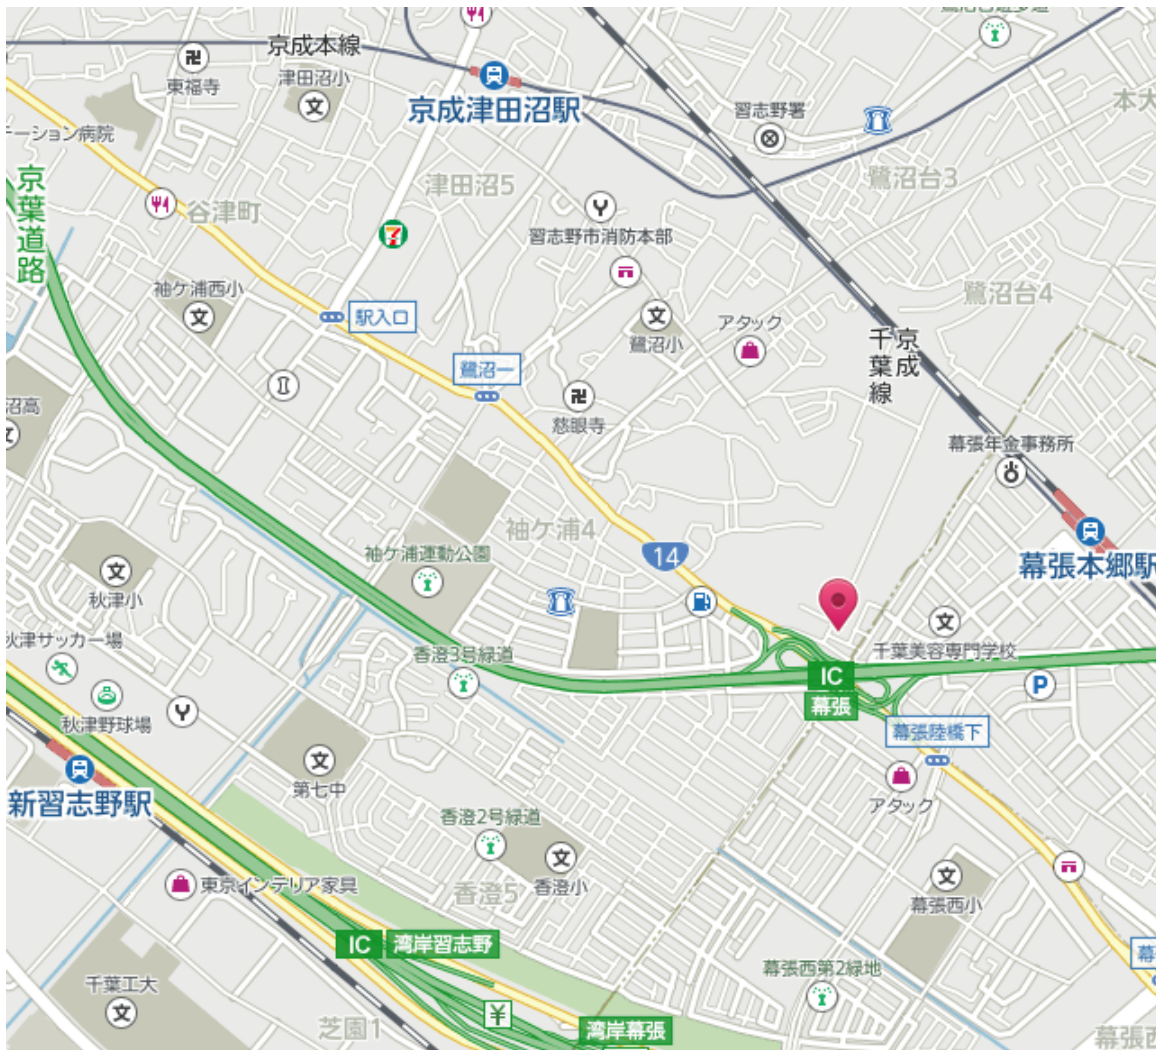 京成本線
東福寺
津田沼小
京成津田沼駅
習志野署
本大
ーション病院
京葉道路
谷津町
津田沼5
鷺沼台3
習志野市消防本部
袖ケ浦西小
駅入口
鷺沼台4
アタック
鷺沼小
京成千葉線
鷺沼一
沼高
慈眼寺
幕張年金事務所
袖ケ浦4
14
袖ケ浦運動公園
幕張本郷駅
秋津小
秋津サッカー場
香澄3号緑道
千葉美容専門学校
IC
幕張
P
秋津野球場
幕張陸橋下
第七中
新習志野駅
アタック
香澄2号緑道
東京インテリア家具
香澄5
香澄小
幕張西小
IC
湾岸習志野
幕張西第2緑地
千葉工大
¥
芝園1
湾岸幕張
幕張西